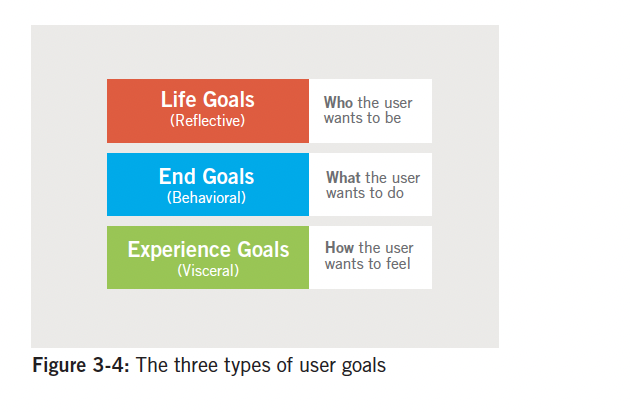 Life Goals
(Reflective)
Who the user
wants to be
End Goals
(Behavioral)
What the user
wants to do
Experience Goals
(Visceral)
How the user
wants to feel
Figure 3-4: The three types of user goals